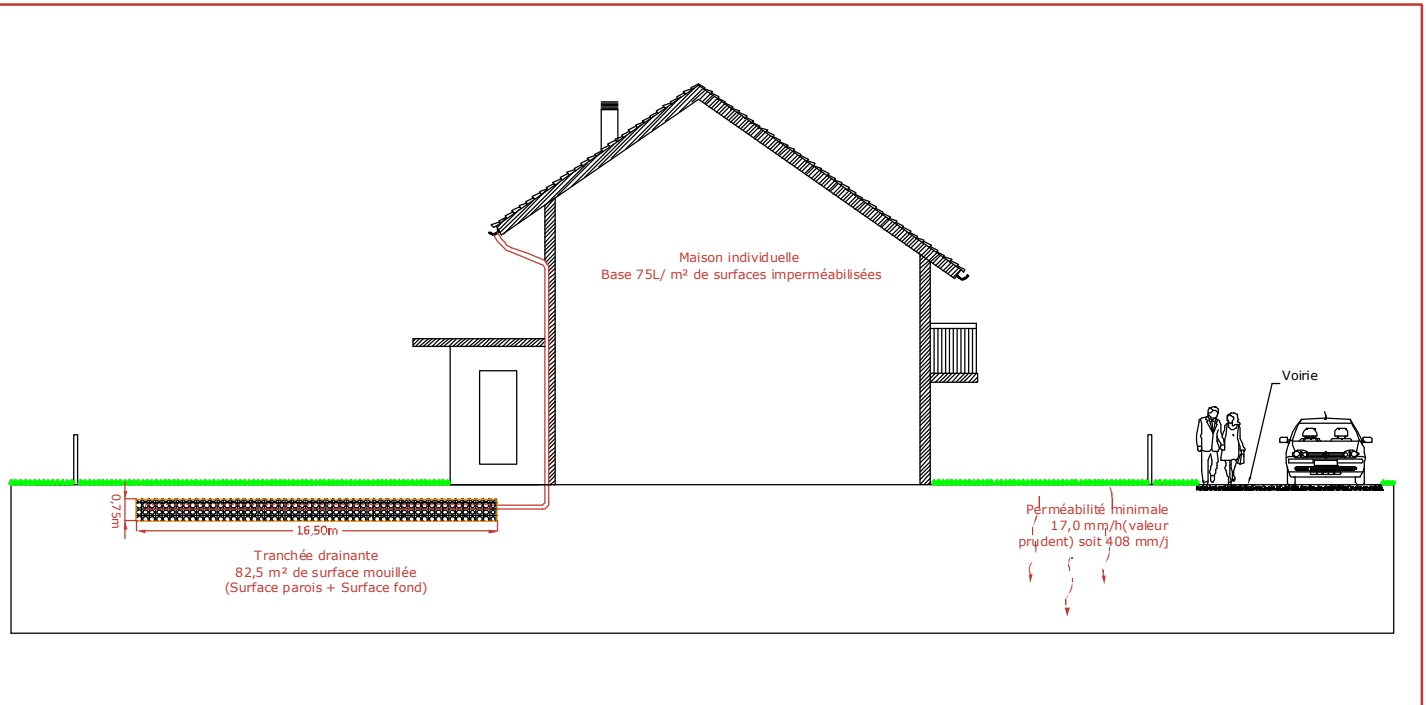 Maison individuelle
Base 75L/ m² de surfaces imperméabilisées
Voirie
0,75m
16,50m
Tranchée drainante
82,5 m² de surface mouillée
(Surface parois + Surface fond)
Perméabilité minimale
17,0 mm/h(valeur
prudent) soit 408 mm/j